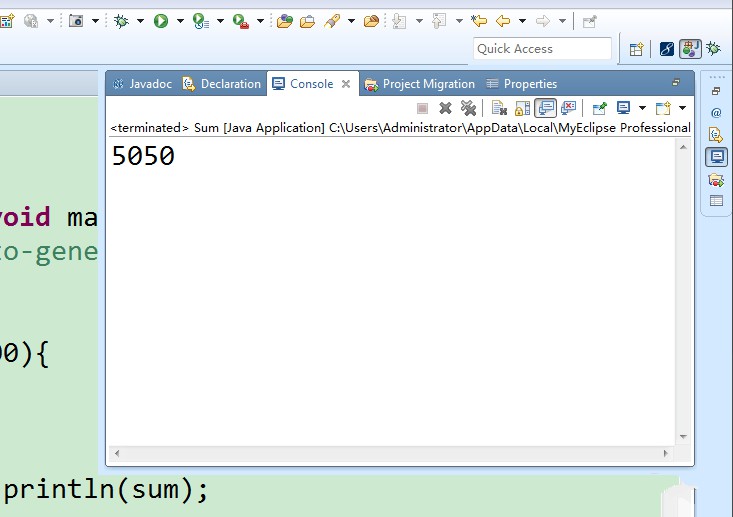 Quick Access
Javadoc Declaration Console Project Migration Properties
<terminated> Sum [Java Application] C:\Users\Administrator\AppData\Local\MyEclipse Professional
5050
void ma
to-gene
00){
println(sum);